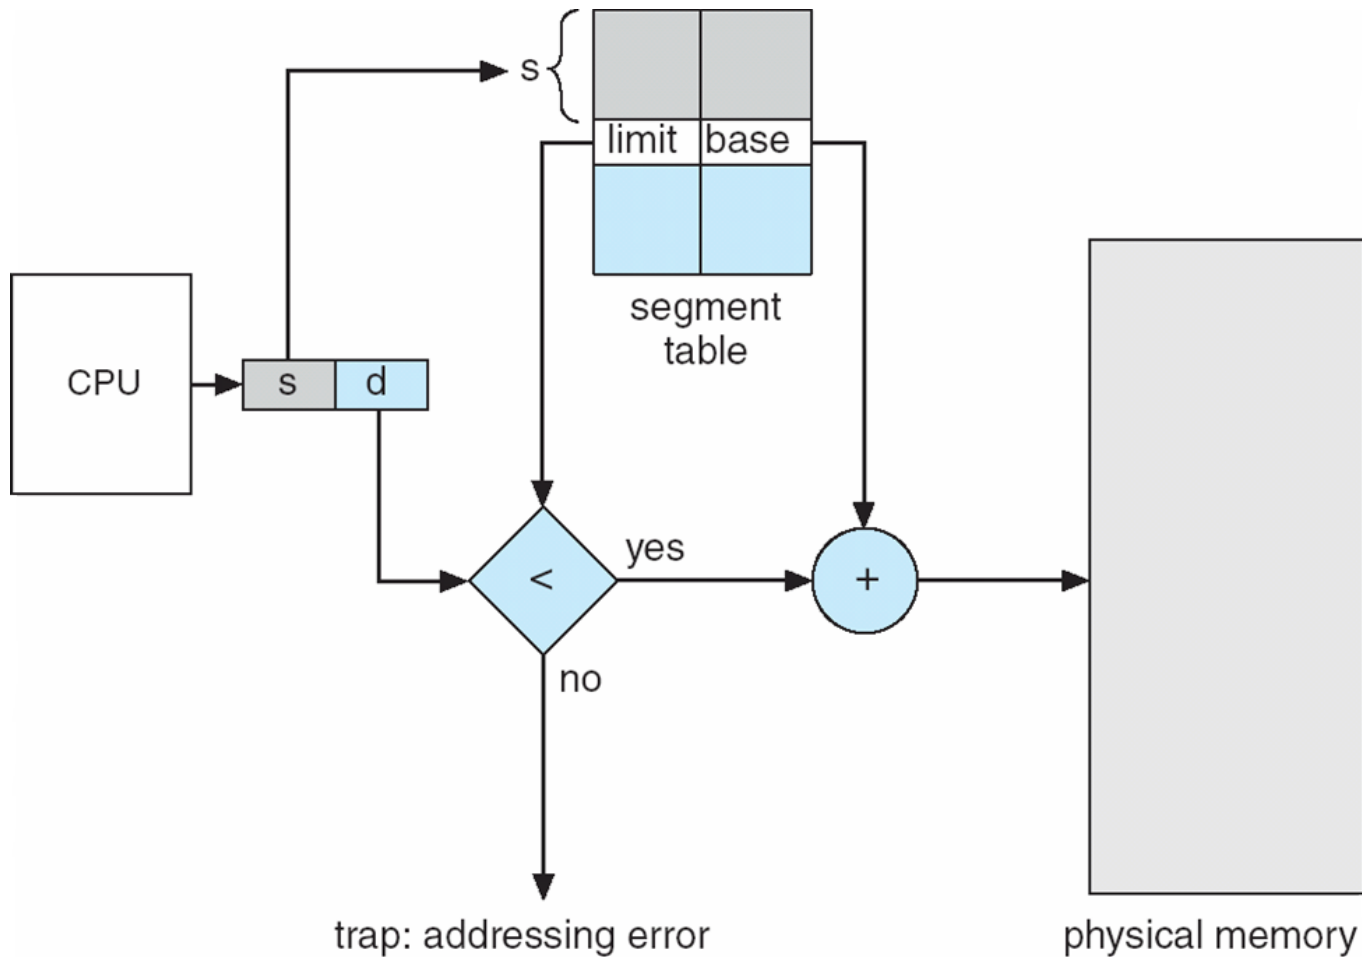 s
limit base
segment
table
CPU
s d
<
yes
+
no
trap: addressing error
physical memory